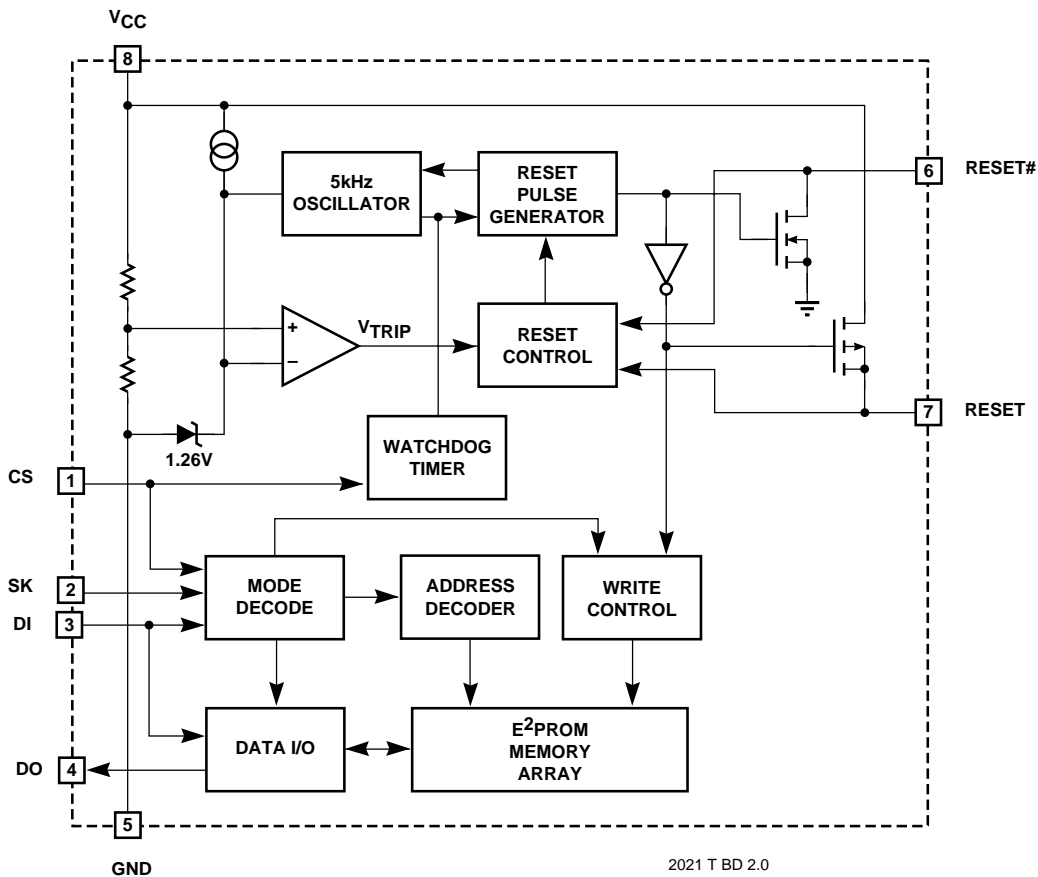 VCC
8
5kHz
OSCILLATOR
RESET
PULSE
GENERATOR
6
RESET#
+
−
VTRIP
RESET
CONTROL
1.26V
WATCHDOG
TIMER
7
RESET
CS
1
SK
2
DI
3
MODE
DECODE
ADDRESS
DECODER
WRITE
CONTROL
DATA I/O
E2PROM
MEMORY
ARRAY
DO
4
5
GND
2021 T BD 2.0